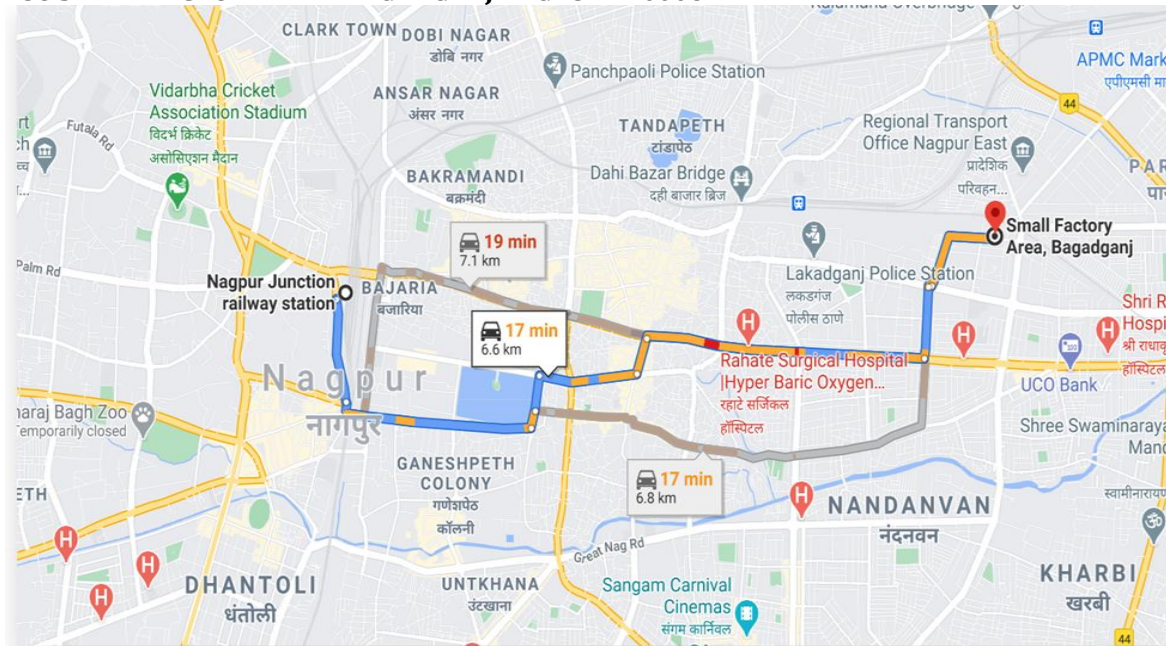 CLARK TOWN
DOBI NAGAR
डोबि नगर
Panchpaoli Police Station
APMC Mark
एपीएमसी मा
44
Vidarbha Cricket
Association Stadium
विदर्भ क्रिकेट
असोसिएशन मैदान
ANSAR NAGAR
अंसर नगर
Futala Rd
TANDAPETH
टांडापेठ
Regional Transport
Office Nagpur East
प्रादेशिक
परिवहन...
BAKRAMANDI
बक्रमंदी
Dahi Bazar Bridge
दही बाजार ब्रिज
PAR
पा
19 min
7.1 km
Small Factory
Area, Bagadganj
Palm Rd
Nagpur Junction
railway station
BAJARIA
बजारिया
Lakadganj Police Station
लकडगंज
पोलीस ठाणे
17 min
6.6 km
Shri R
Hospi
श्री राधाकृ
हॉस्पिटल
Rahate Surgical Hospital
|Hyper Baric Oxygen...
रहाटे सर्जिकल
हॉस्पिटल
UCO Bank
Nagpur
नागपुर
haraj Bagh Zoo
Temporarily closed
Shree Swaminaraya
Mand
स्वामीनारायण
GANESHPETH
COLONY
गणेशपेठ
कॉलनी
17 min
6.8 km
ETH
NANDANVAN
नंदनवन
Great Nag Rd
DHANTOLI
धंतोली
UNTKHANA
उंटखाना
Sangam Carnival
Cinemas
संगम कार्निवल
KHARBI
खरबी
44